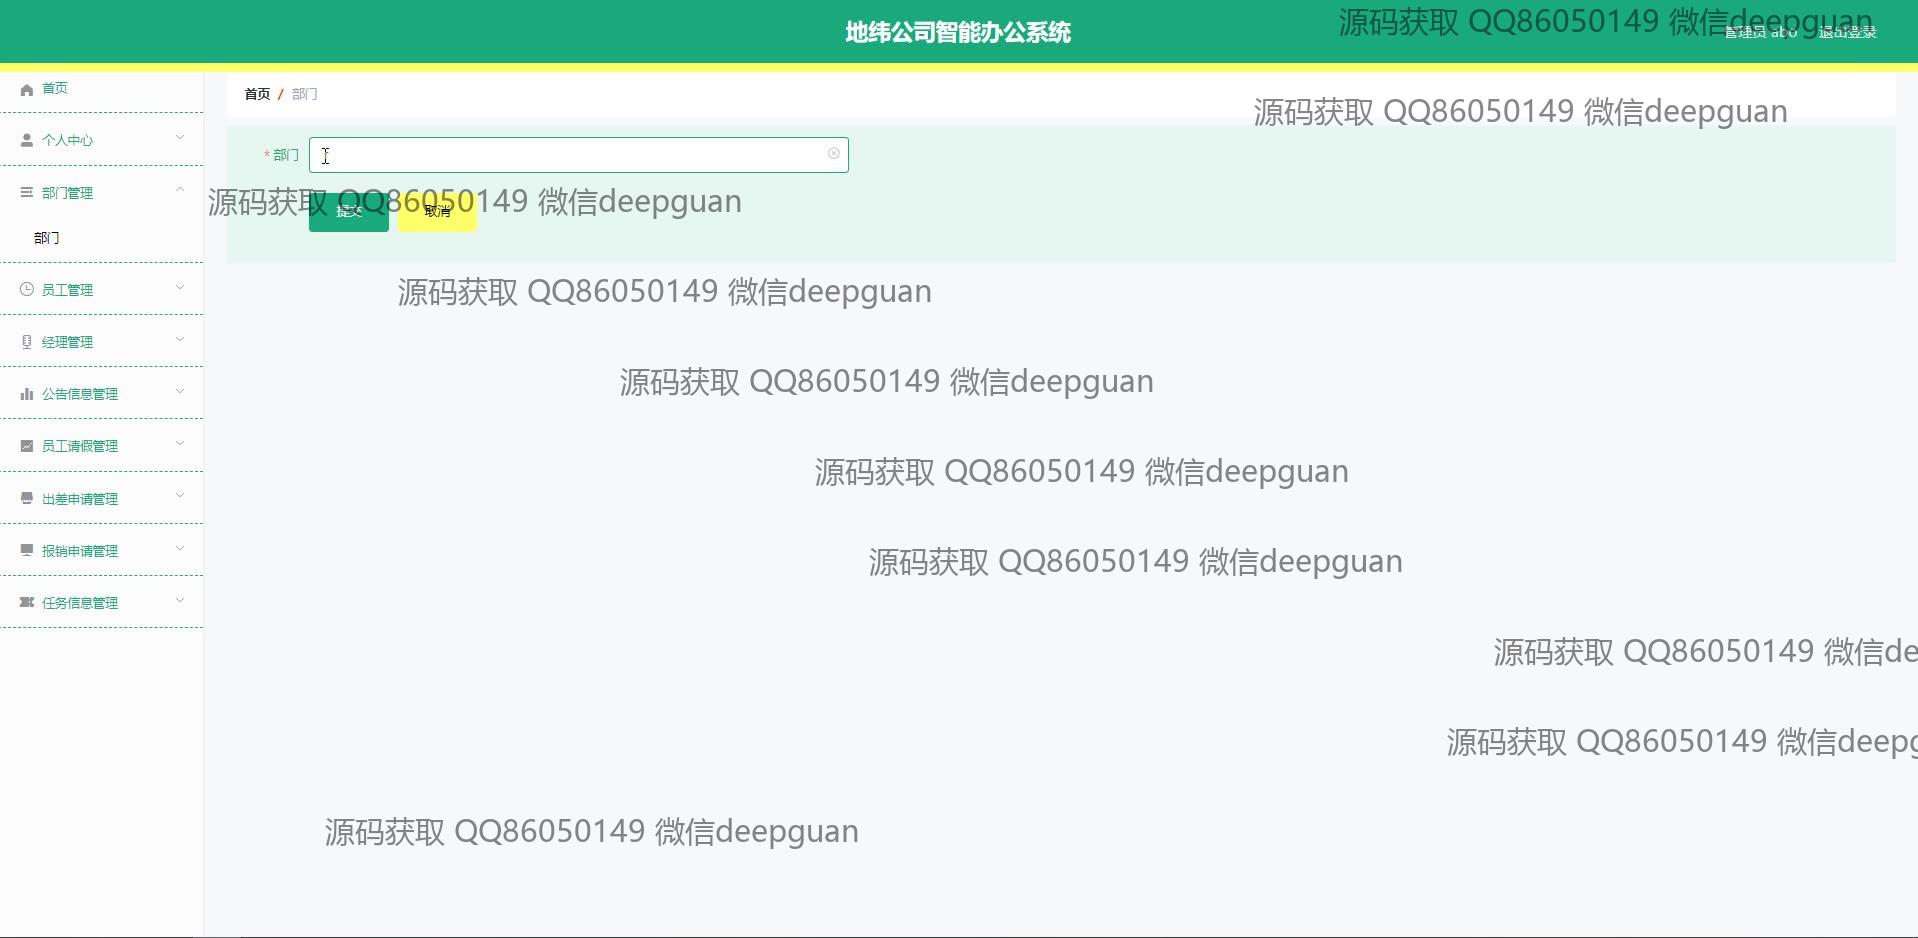 地纬公司智能办公系统
源码获取 QQ86050149 微信deepguan
管理员 abo 退出登录
首页
首页 / 部门
源码获取 QQ86050149 微信deepguan
个人中心
* 部门
部门管理
源码获取 QQ86050149 微信deepguan
提交
取消
部门
员工管理
源码获取 QQ86050149 微信deepguan
经理管理
公告信息管理
源码获取 QQ86050149 微信deepguan
员工请假管理
源码获取 QQ86050149 微信deepguan
出差申请管理
报销申请管理
源码获取 QQ86050149 微信deepguan
任务信息管理
源码获取 QQ86050149 微信de
源码获取 QQ86050149 微信deepg
源码获取 QQ86050149 微信deepguan